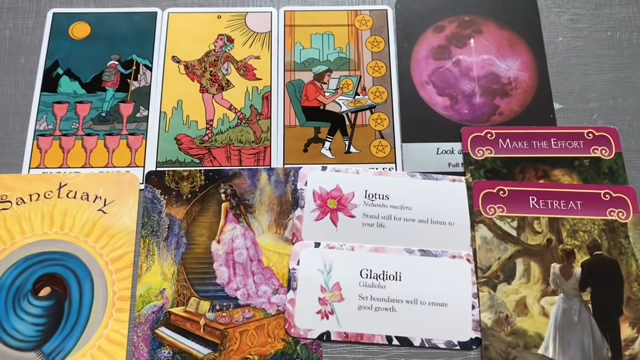 0
Look a
Full
MAKE THE EFFORT
RETREAT
Sanctuary
Lotus
Nelumbo nucifera
Stand still for now and listen to
your life.
Gladioli
Gladiolus
Set boundaries well to ensure
good growth.